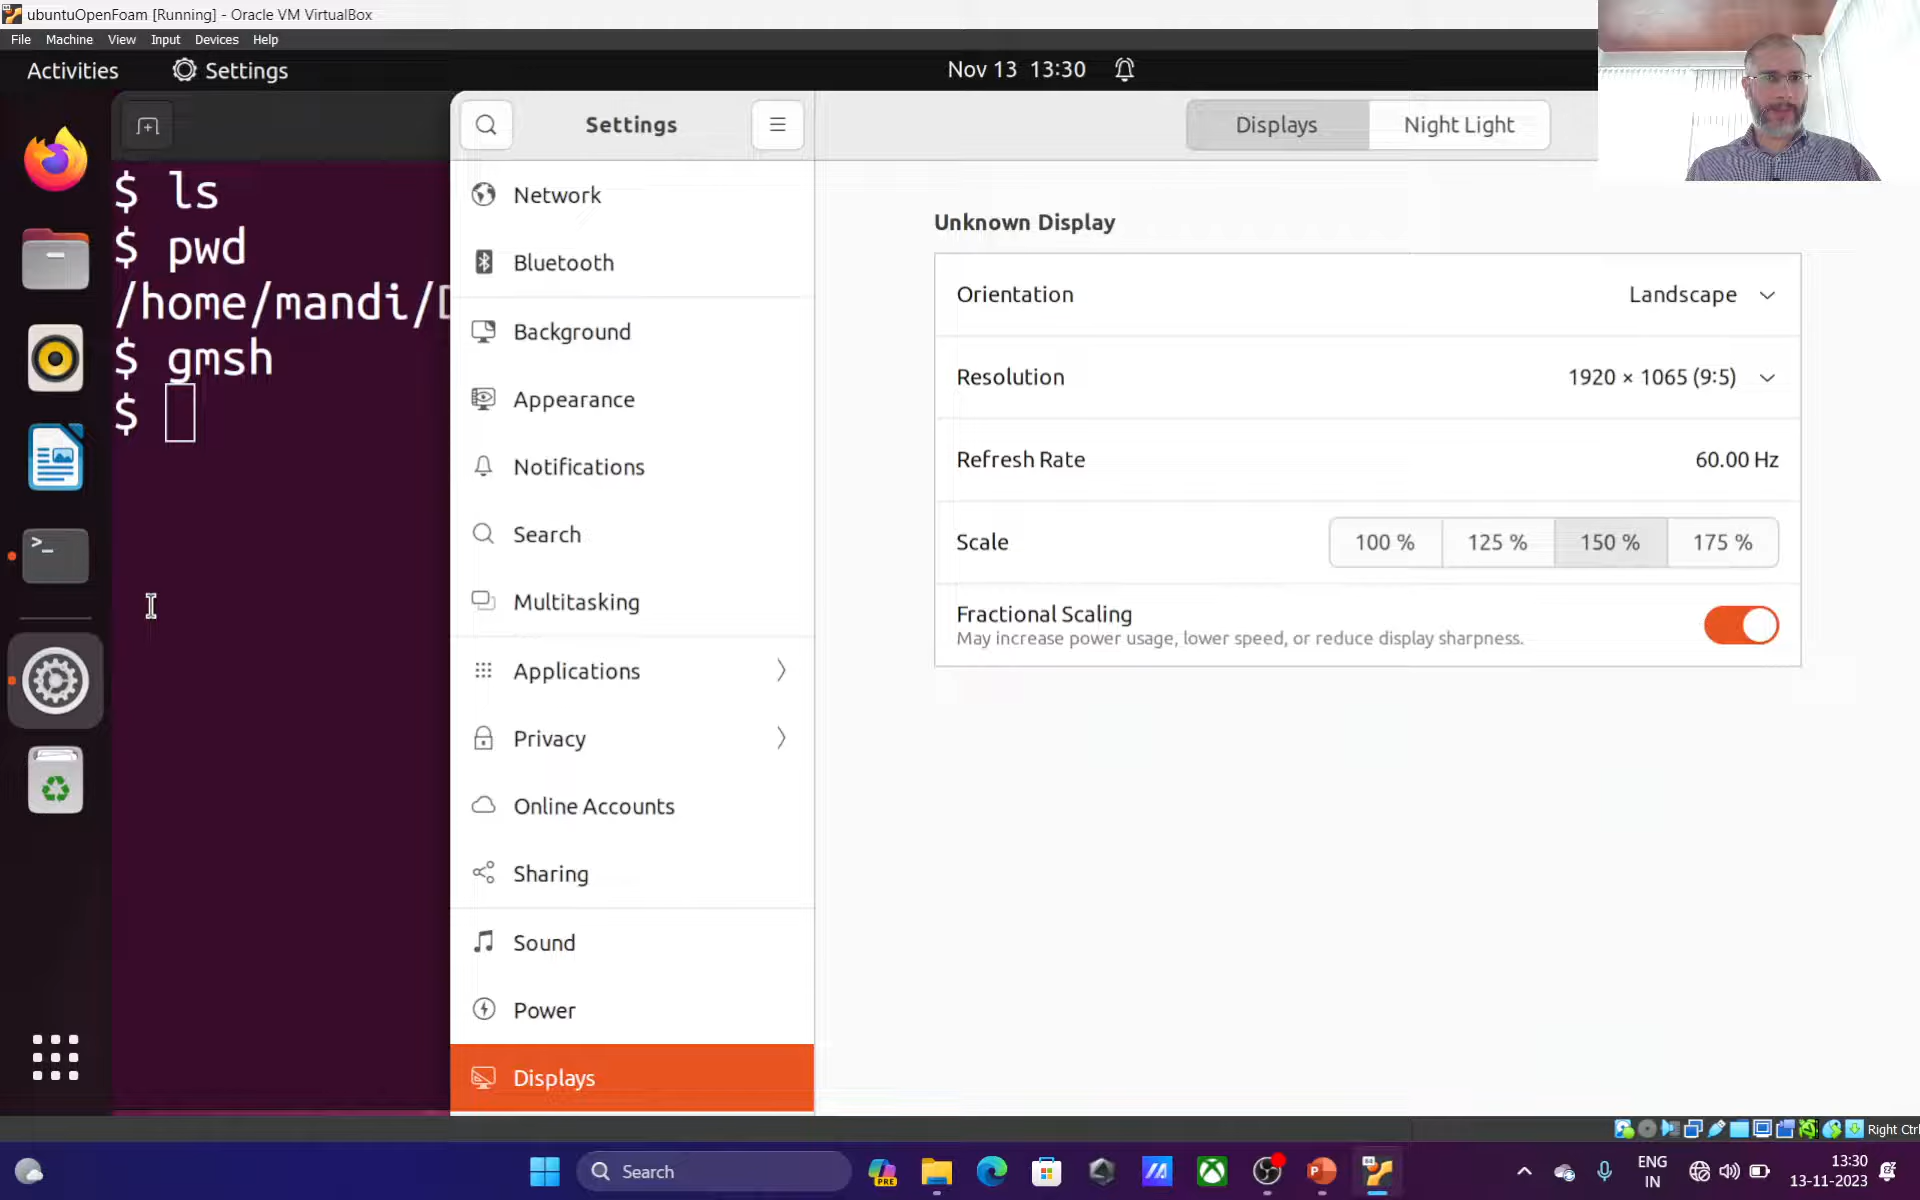 ubuntuOpenFoam [Running] - Oracle VM VirtualBox
File Machine View Input Devices Help
Activities Settings Nov 13 13:30
Settings Displays Night Light
$ ls
$ pwd
/home/mandi/
$ gmsh
$
Network
Bluetooth
Background
Appearance
Notifications
Search
Multitasking
Applications
Privacy
Online Accounts
Sharing
Sound
Power
Displays
Unknown Display
Orientation Landscape
Resolution 1920 × 1065 (9:5)
Refresh Rate 60.00 Hz
Scale 100 % 125 % 150 % 175 %
Fractional Scaling
May increase power usage, lower speed, or reduce display sharpness.
Right Ctrl
Search
PRE
ENG
IN
13:30
13-11-2023